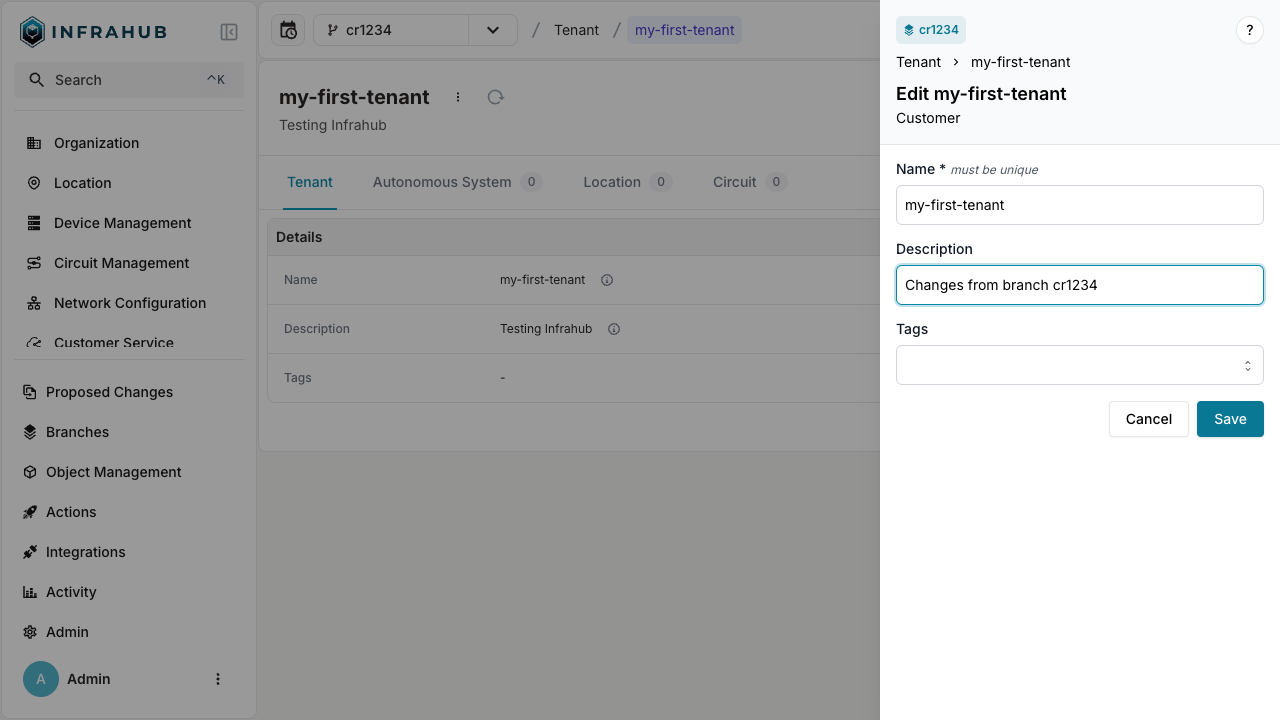 INFRAHUB
Search
^K
Organization
Location
Device Management
Circuit Management
Network Configuration
Customer Service
Proposed Changes
Branches
Object Management
Actions
Integrations
Activity
Admin
A
Admin
cr1234
/
Tenant
/
my-first-tenant
my-first-tenant
Testing Infrahub
Tenant
Autonomous System 0
Location 0
Circuit 0
Details
Name my-first-tenant
Description Testing Infrahub
Tags -
cr1234
?
Tenant > my-first-tenant
Edit my-first-tenant
Customer
Name * must be unique
my-first-tenant
Description
Changes from branch cr1234
Tags
Cancel
Save